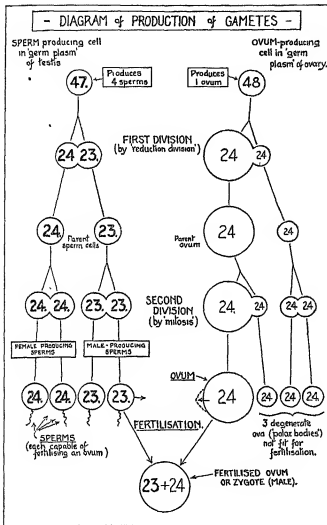 - DIAGRAM of PRODUCTION of GAMETES -
SPERM producing cell
in 'germ plasm'
of testis
OVUM-PRODUCING
cell in 'germ
plasm' of ovary.
47.
Produces
4 sperms
Produces
1 ovum
48
FIRST DIVISION
(by 'reduction division')
24 23.
24 24
24.
Parent
sperm cells
23.
Parent
ovum
24
24.
24. 24.
23. 23.
SECOND DIVISION
(by 'mitosis')
24. 24
24. 24.
FEMALE PRODUCING
SPERMS
MALE-PRODUCING
SPERMS
OVUM
24. 24. 23. 23.
24
24. 24. 24.
SPERMS
(each capable of
fertilising an ovum)
FERTILISATION.
3 degenerate
ova ('polar bodies')
not fit for
fertilisation.
23+24
FERTILISED OVUM
OR ZYGOTE (MALE).